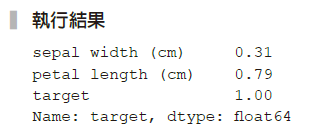 執行結果
sepal width (cm) 0.31
petal length (cm) 0.79
target 1.00
Name: target, dtype: float64